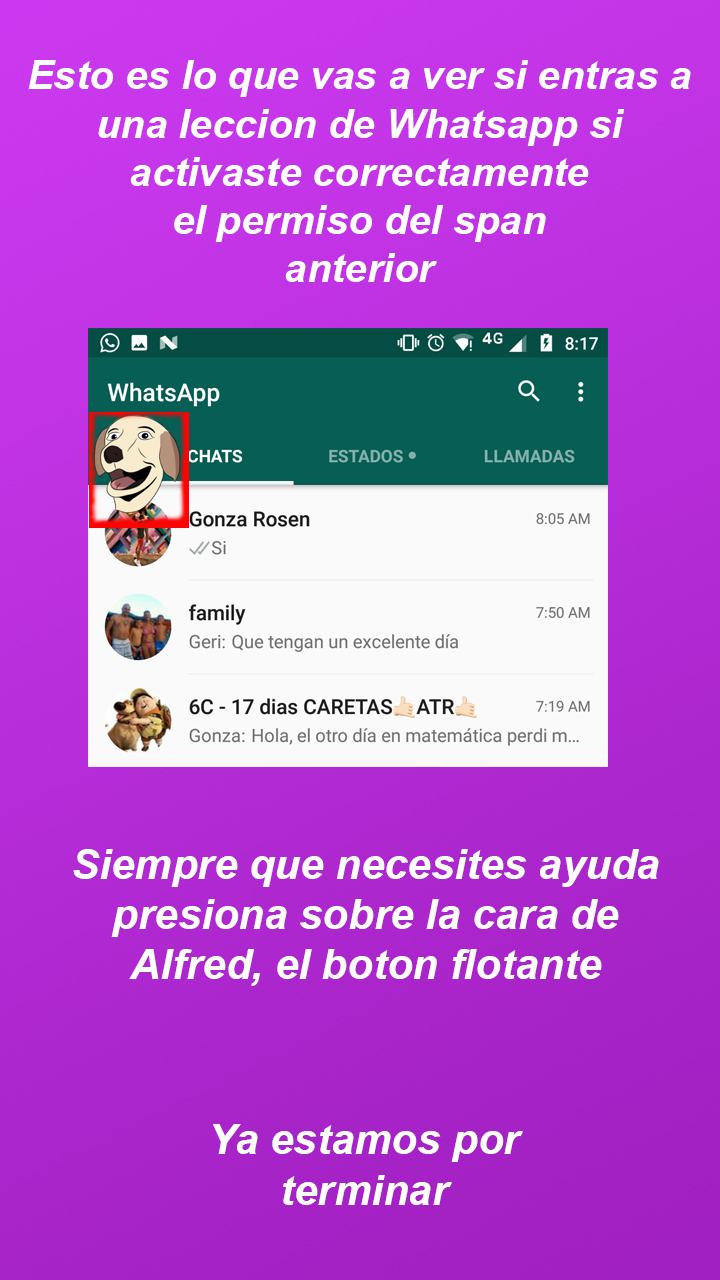 Esto es lo que vas a ver si entras a
una leccion de Whatsapp si
activaste correctamente
el permiso del span
anterior
4G 8:17
WhatsApp
CHATS ESTADOS LLAMADAS
Gonza Rosen 8:05 AM
Si
family 7:50 AM
Geri: Que tengan un excelente día
6C - 17 dias CARETAS🤙🏻ATR🤙🏻 7:19 AM
Gonza: Hola, el otro día en matemática perdi m...
Siempre que necesites ayuda
presiona sobre la cara de
Alfred, el boton flotante
Ya estamos por
terminar